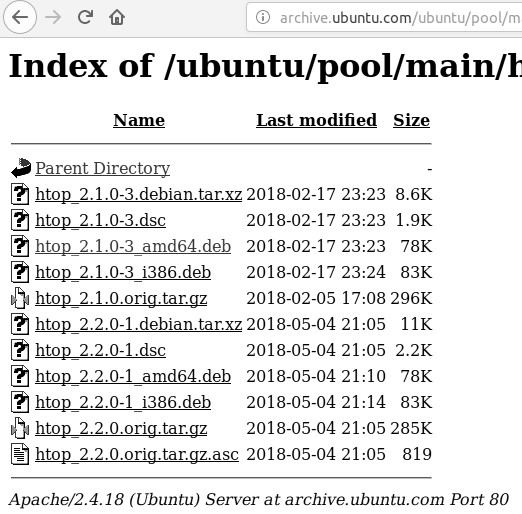 archive.ubuntu.com/ubuntu/pool/m
Index of /ubuntu/pool/main/h
Name Last modified Size
Parent Directory -
htop_2.1.0-3.debian.tar.xz 2018-02-17 23:23 8.6K
htop_2.1.0-3.dsc 2018-02-17 23:23 1.9K
htop_2.1.0-3_amd64.deb 2018-02-17 23:23 78K
htop_2.1.0-3_i386.deb 2018-02-17 23:24 83K
htop_2.1.0.orig.tar.gz 2018-02-05 17:08 296K
htop_2.2.0-1.debian.tar.xz 2018-05-04 21:05 11K
htop_2.2.0-1.dsc 2018-05-04 21:05 2.2K
htop_2.2.0-1_amd64.deb 2018-05-04 21:10 78K
htop_2.2.0-1_i386.deb 2018-05-04 21:14 83K
htop_2.2.0.orig.tar.gz 2018-05-04 21:05 285K
htop_2.2.0.orig.tar.gz.asc 2018-05-04 21:05 819
Apache/2.4.18 (Ubuntu) Server at archive.ubuntu.com Port 80